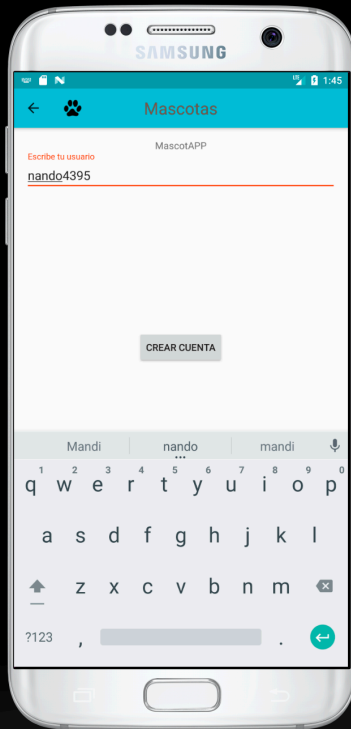 SAMSUNG
1:45
Mascotas
MascotAPP
Escribe tu usuario
nando4395
CREAR CUENTA
Mandi nando mandi
1 2 3 4 5 6 7 8 9 0
q w e r t y u i o p
a s d f g h j k l
z x c v b n m
?123 , .